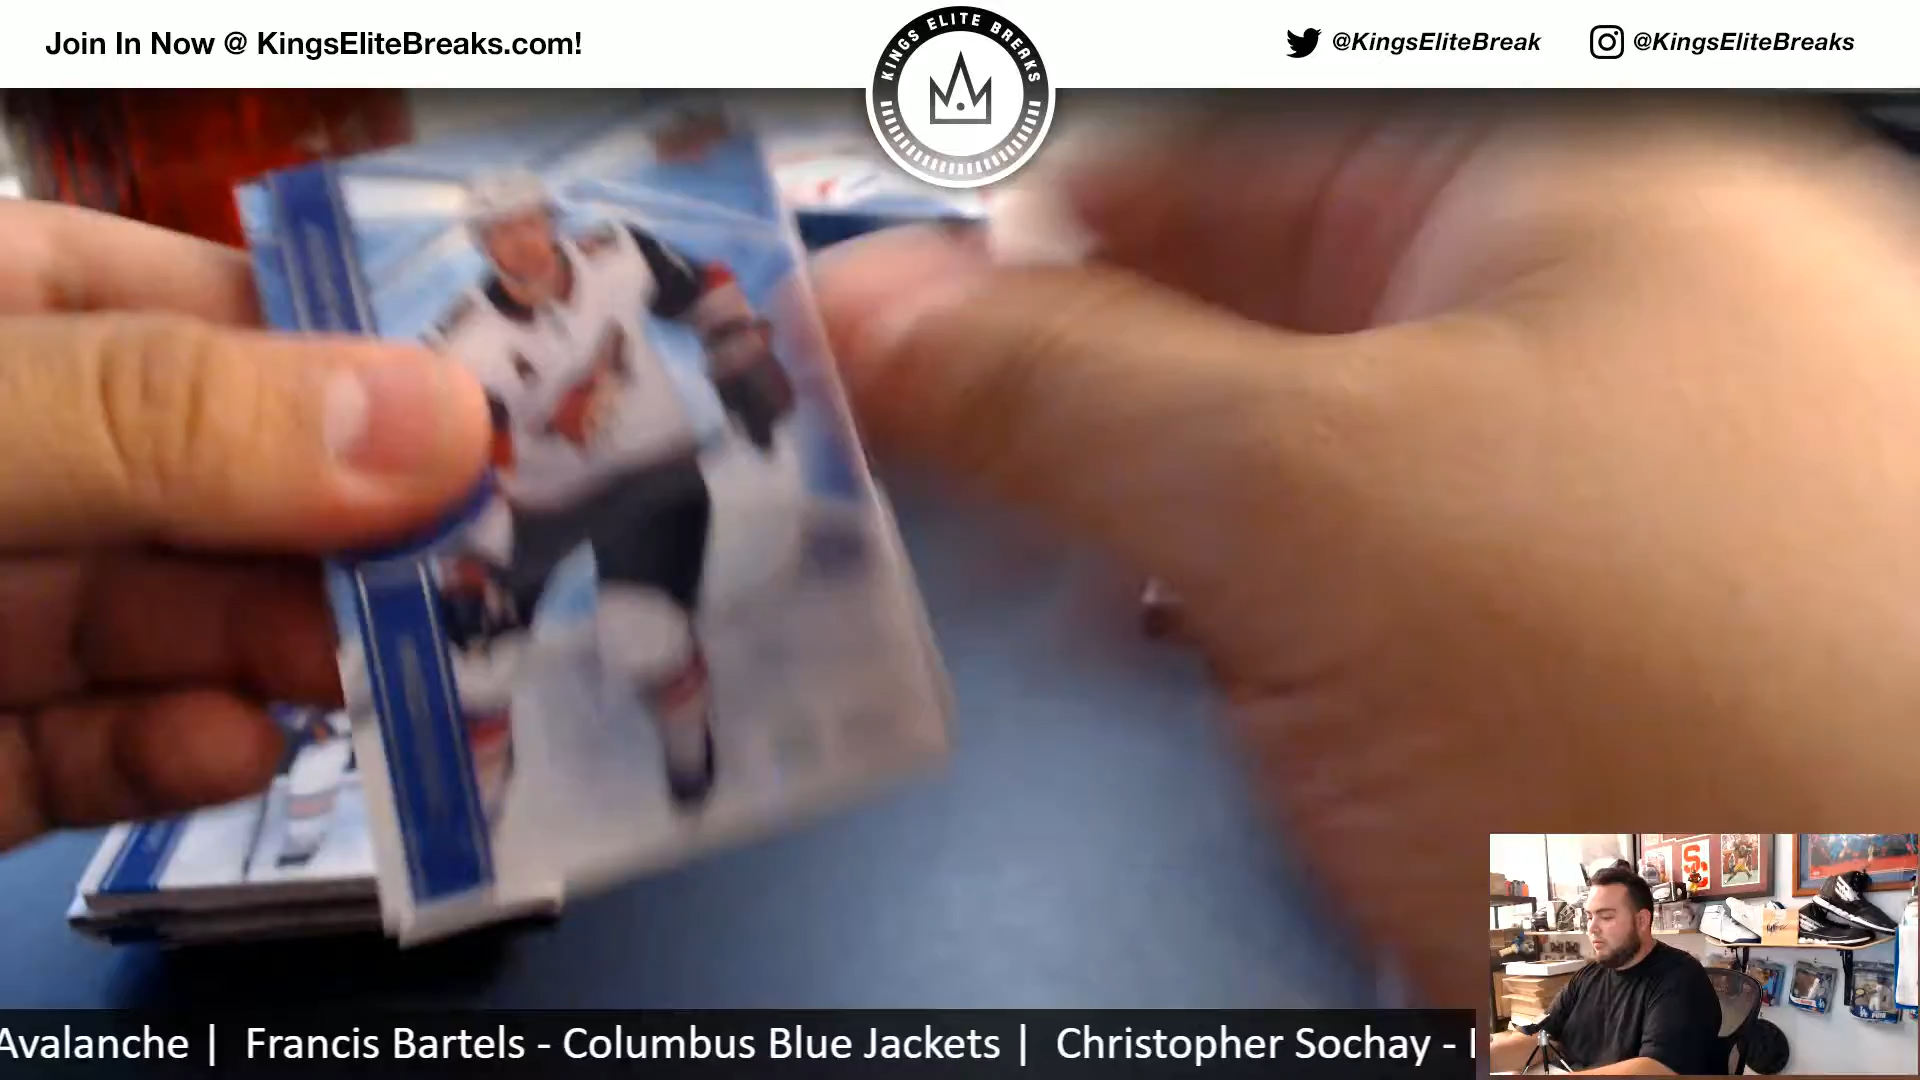 Join In Now @ KingsEliteBreaks.com!
KINGS ELITE BREAKS
@KingsEliteBreak
@KingsEliteBreaks
Avalanche | Francis Bartels - Columbus Blue Jackets | Christopher Sochay -